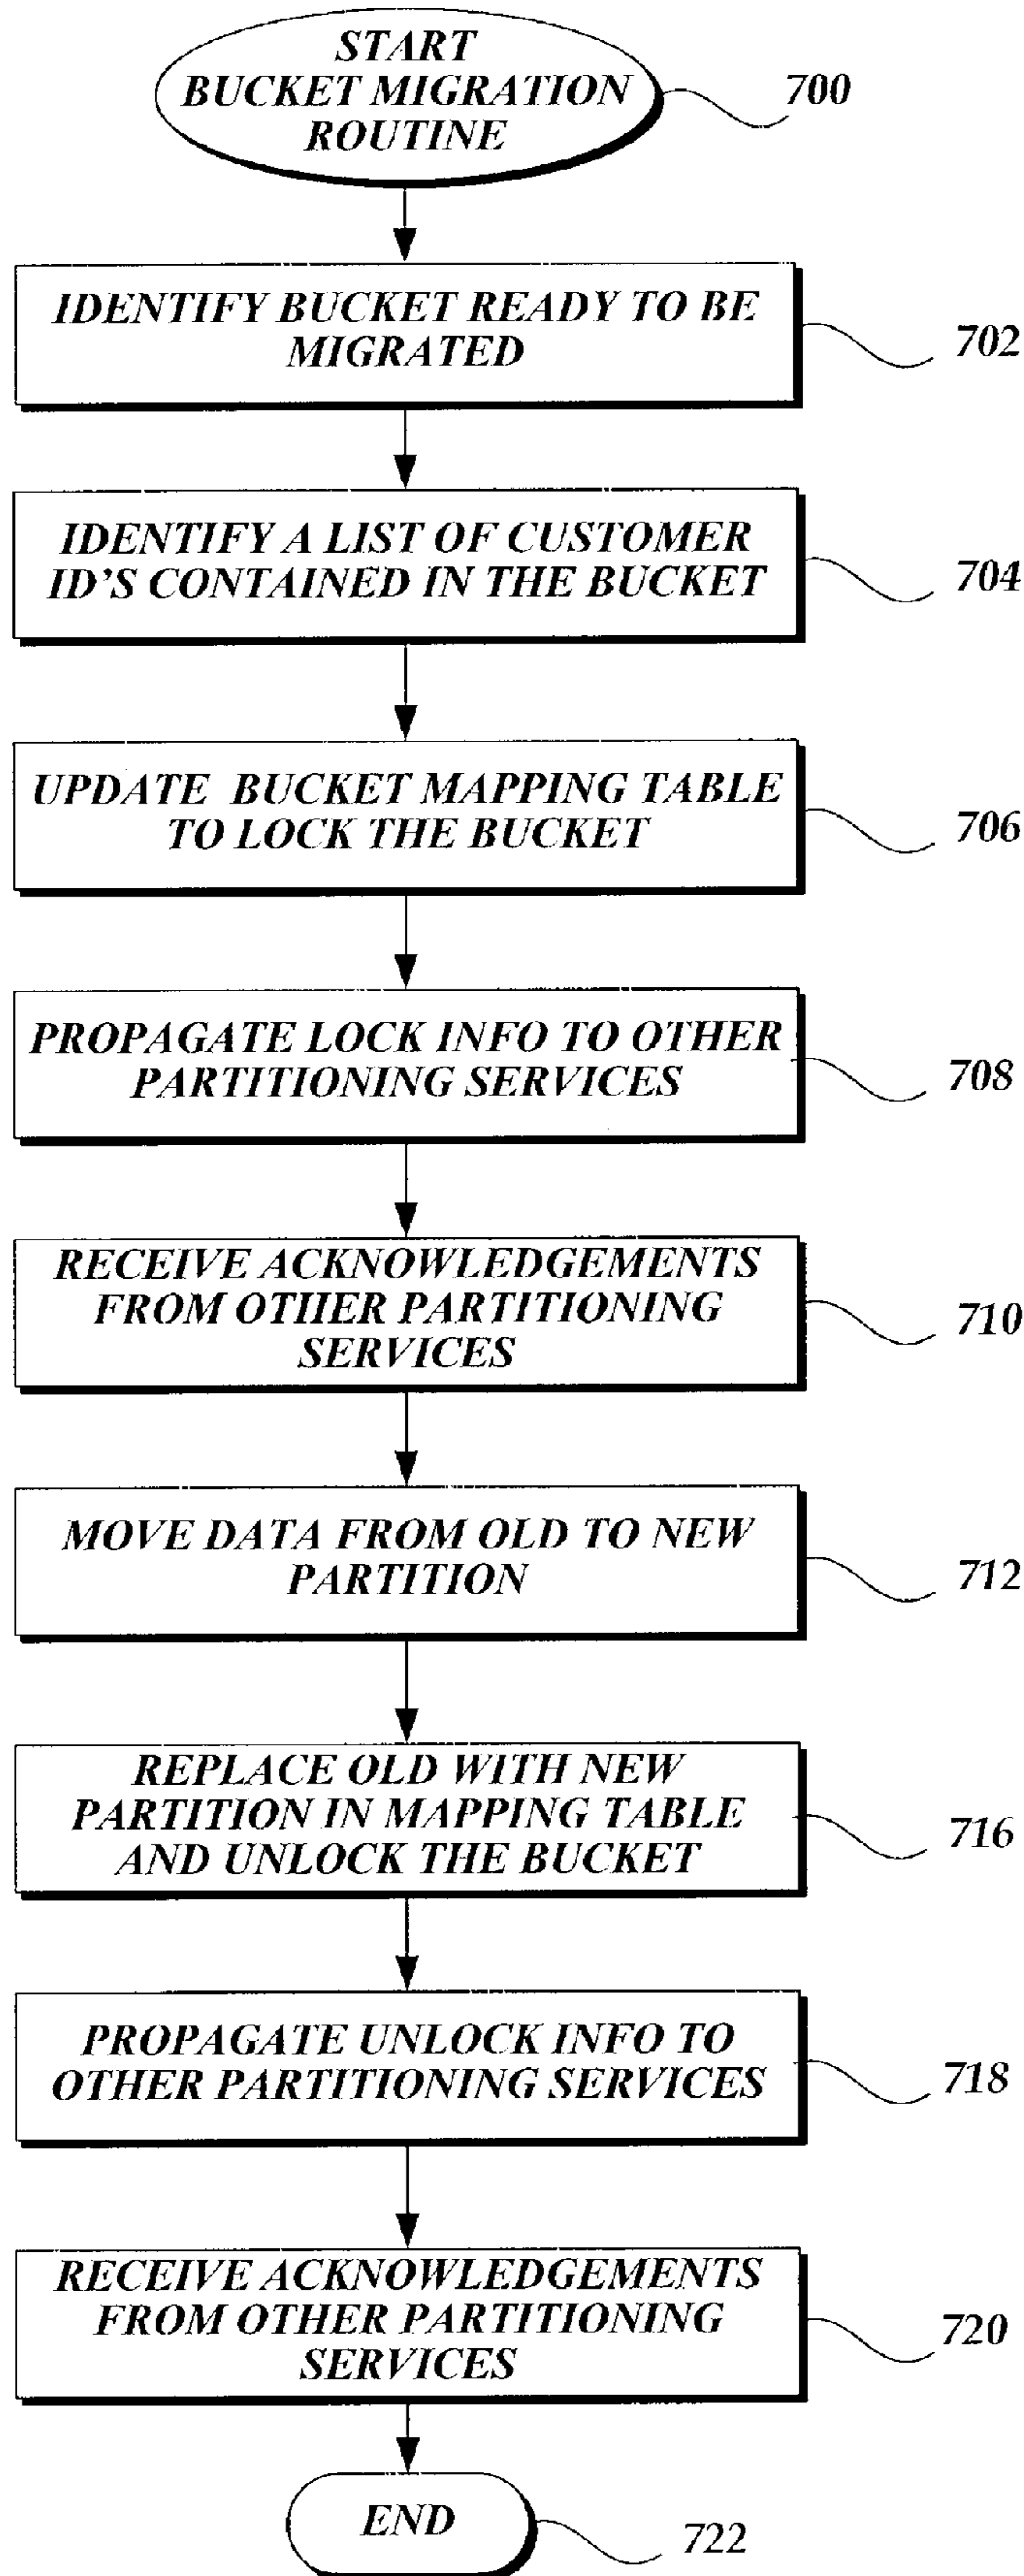 START
BUCKET MIGRATION
ROUTINE
700
IDENTIFY BUCKET READY TO BE
MIGRATED
702
IDENTIFY A LIST OF CUSTOMER
ID'S CONTAINED IN THE BUCKET
704
UPDATE BUCKET MAPPING TABLE
TO LOCK THE BUCKET
706
PROPAGATE LOCK INFO TO OTHER
PARTITIONING SERVICES
708
RECEIVE ACKNOWLEDGEMENTS
FROM OTHER PARTITIONING
SERVICES
710
MOVE DATA FROM OLD TO NEW
PARTITION
712
REPLACE OLD WITH NEW
PARTITION IN MAPPING TABLE
AND UNLOCK THE BUCKET
716
PROPAGATE UNLOCK INFO TO
OTHER PARTITIONING SERVICES
718
RECEIVE ACKNOWLEDGEMENTS
FROM OTHER PARTITIONING
SERVICES
720
END
722